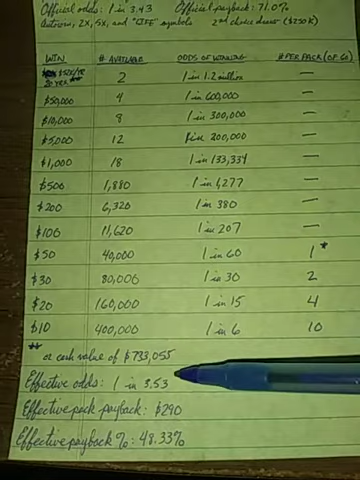 Official odds: 1 in 3.43 Official payback: 71.0%
2X, 5X, and "LIFE" symbols 2nd chance draw ($250K)
WIN # AVAILABLE ODDS OF WINNING # PER PACK (OF 60)
20 yrs ** 2 1 in 1.2 million —
$50,000 4 1 in 600,000 —
$10,000 8 1 in 300,000 —
$5,000 12 1 in 200,000 —
$1,000 18 1 in 133,334 —
$500 1,880 1 in 1,277 —
$200 6,320 1 in 380 —
$100 11,620 1 in 207 —
$50 40,000 1 in 60 1*
$30 80,000 1 in 30 2
$20 160,000 1 in 15 4
$10 400,000 1 in 6 10
** or cash value of $733,055
Effective odds: 1 in 3.53
Effective pack payback: $290
Effective payback %: 48.33%